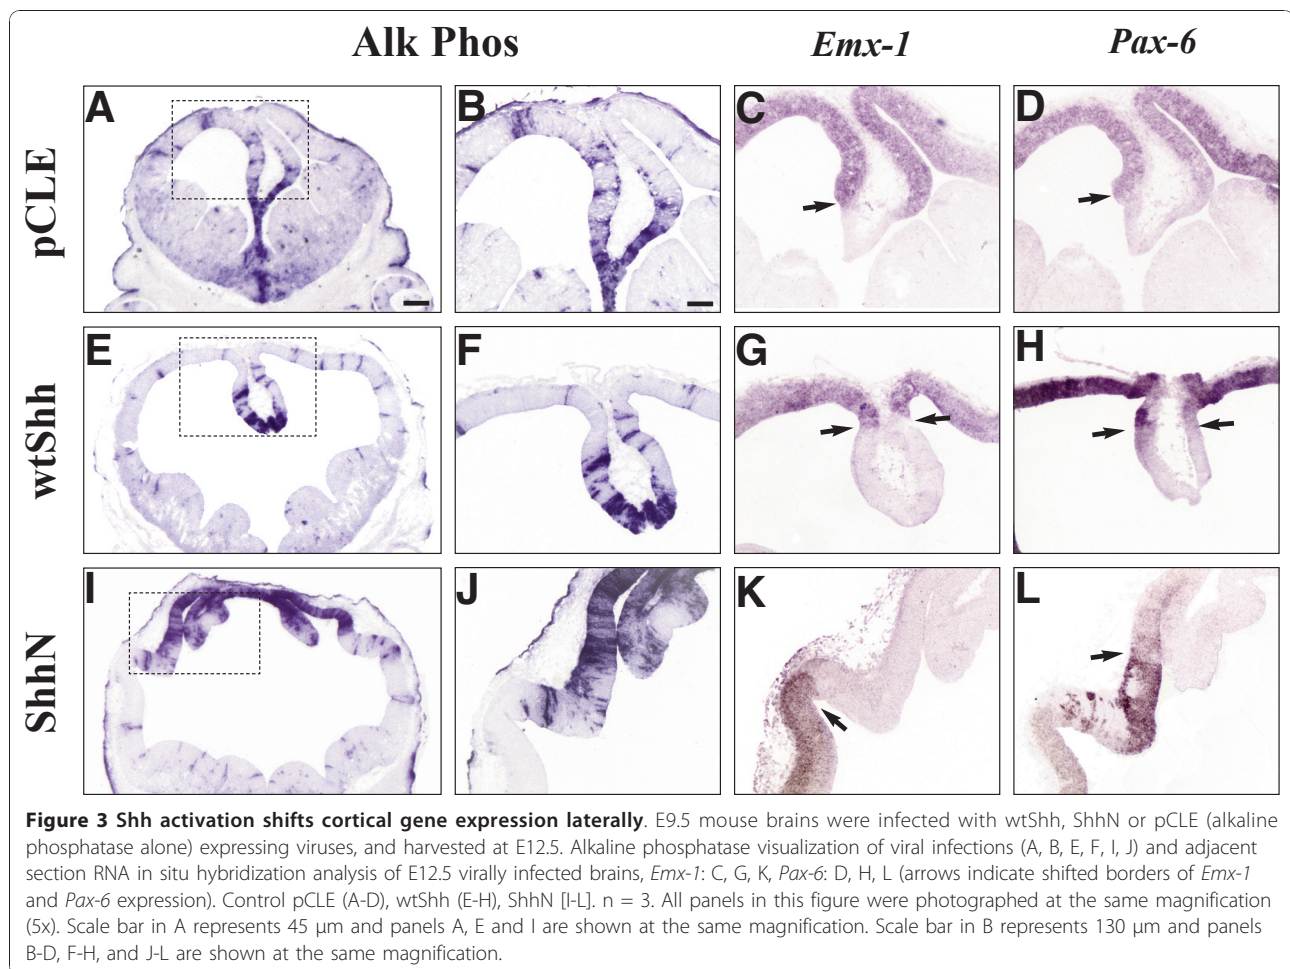 Alk Phos Emx-1 Pax-6
pCLE
A B C D
wtShh
E F G H
ShhN
I J K L
Figure 3 Shh activation shifts cortical gene expression laterally. E9.5 mouse brains were infected with wtShh, ShhN or pCLE (alkaline
phosphatase alone) expressing viruses, and harvested at E12.5. Alkaline phosphatase visualization of viral infections (A, B, E, F, I, J) and adjacent
section RNA in situ hybridization analysis of E12.5 virally infected brains, Emx-1: C, G, K, Pax-6: D, H, L (arrows indicate shifted borders of Emx-1
and Pax-6 expression). Control pCLE (A-D), wtShh (E-H), ShhN [I-L]. n = 3. All panels in this figure were photographed at the same magnification
(5x). Scale bar in A represents 45 μm and panels A, E and I are shown at the same magnification. Scale bar in B represents 130 μm and panels
B-D, F-H, and J-L are shown at the same magnification.